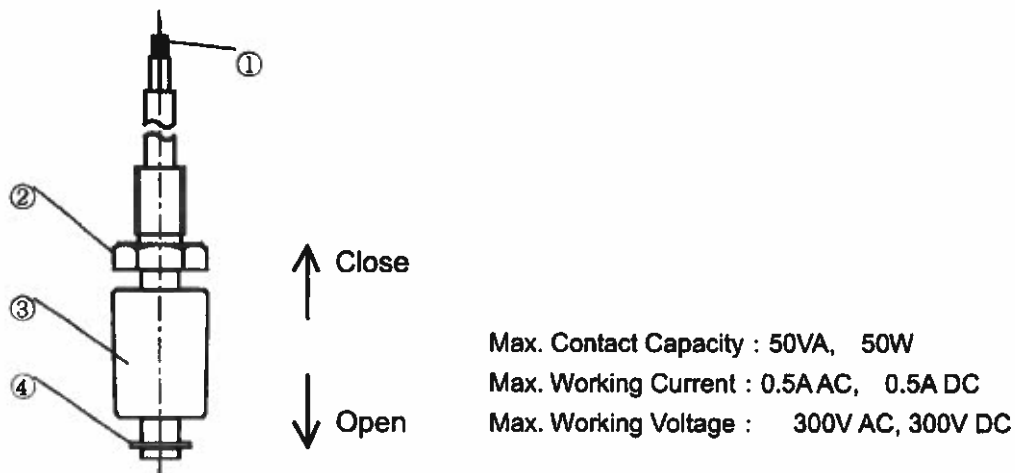 ①
②
Close
③
Max. Contact Capacity : 50VA, 50W
④
Max. Working Current : 0.5A AC, 0.5A DC
Open
Max. Working Voltage : 300V AC, 300V DC